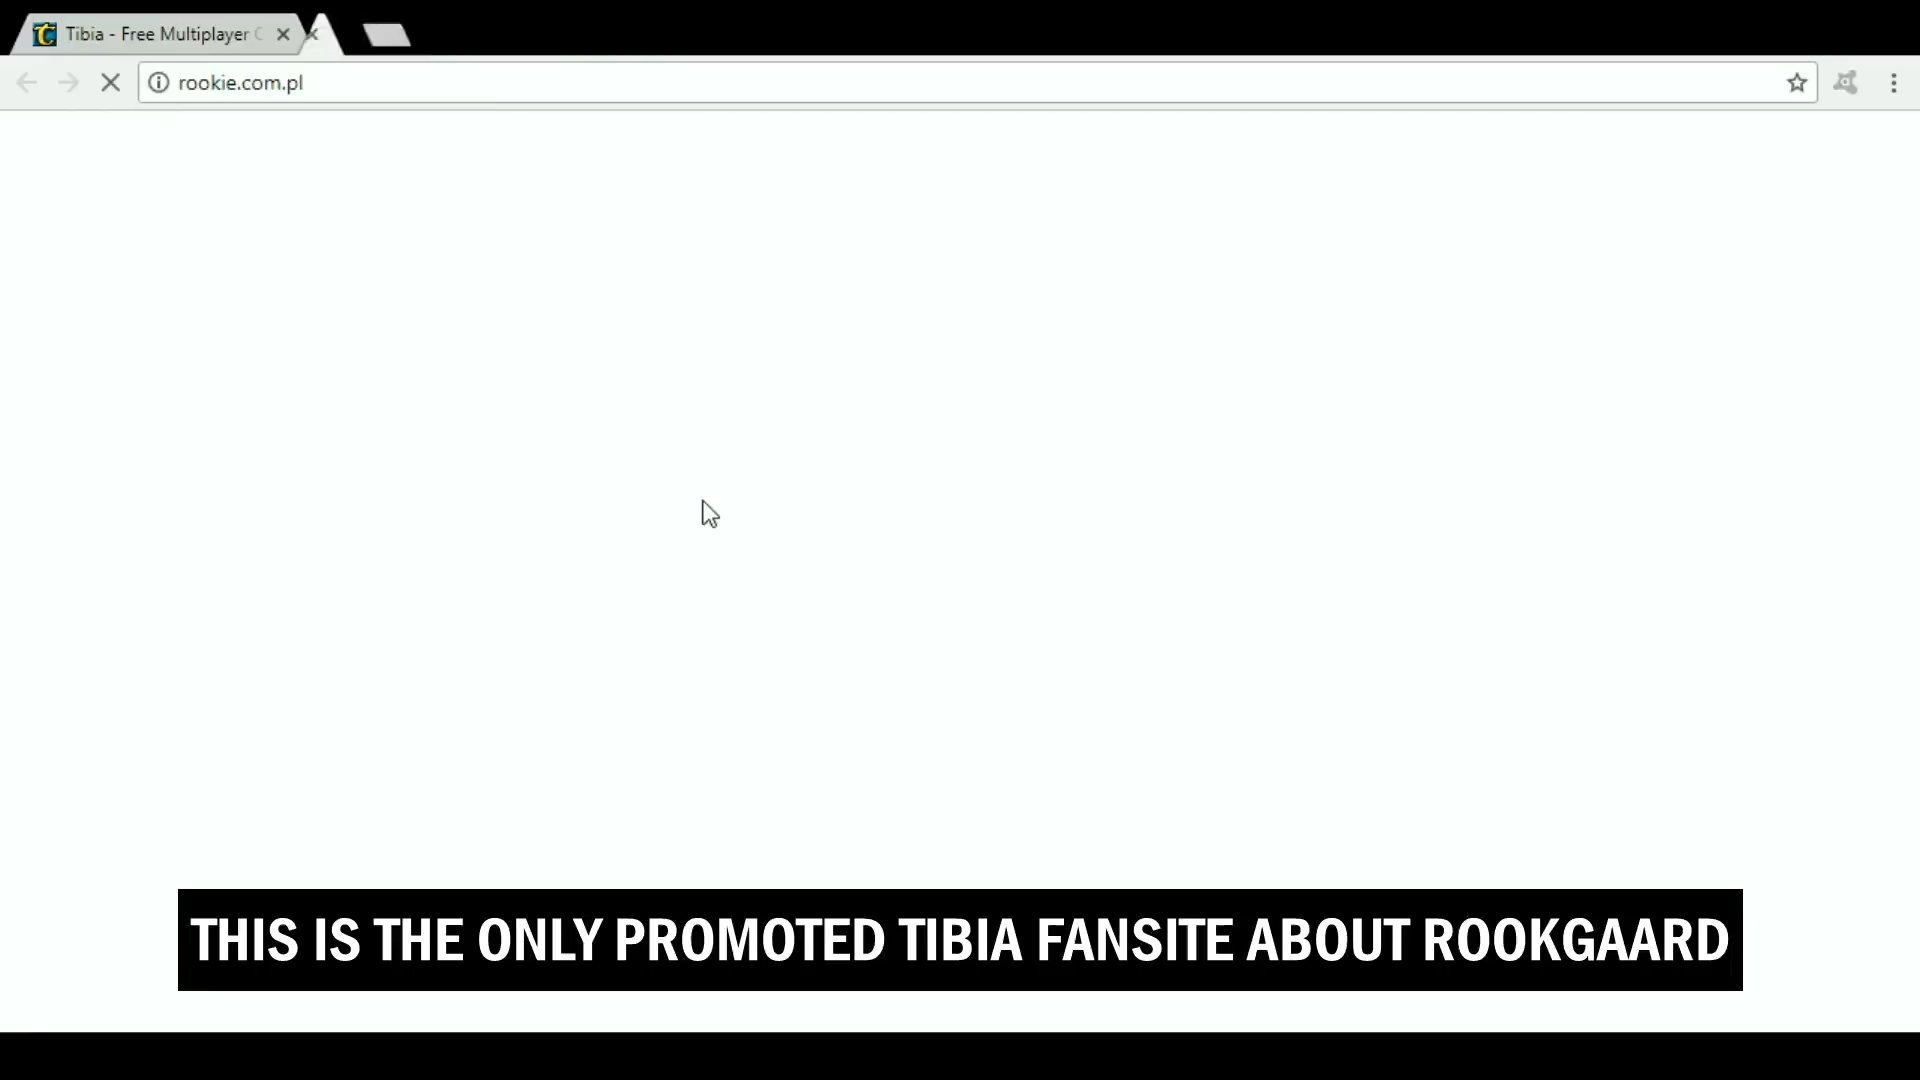 Tibia - Free Multiplayer
rookie.com.pl
THIS IS THE ONLY PROMOTED TIBIA FANSITE ABOUT ROOKGAARD